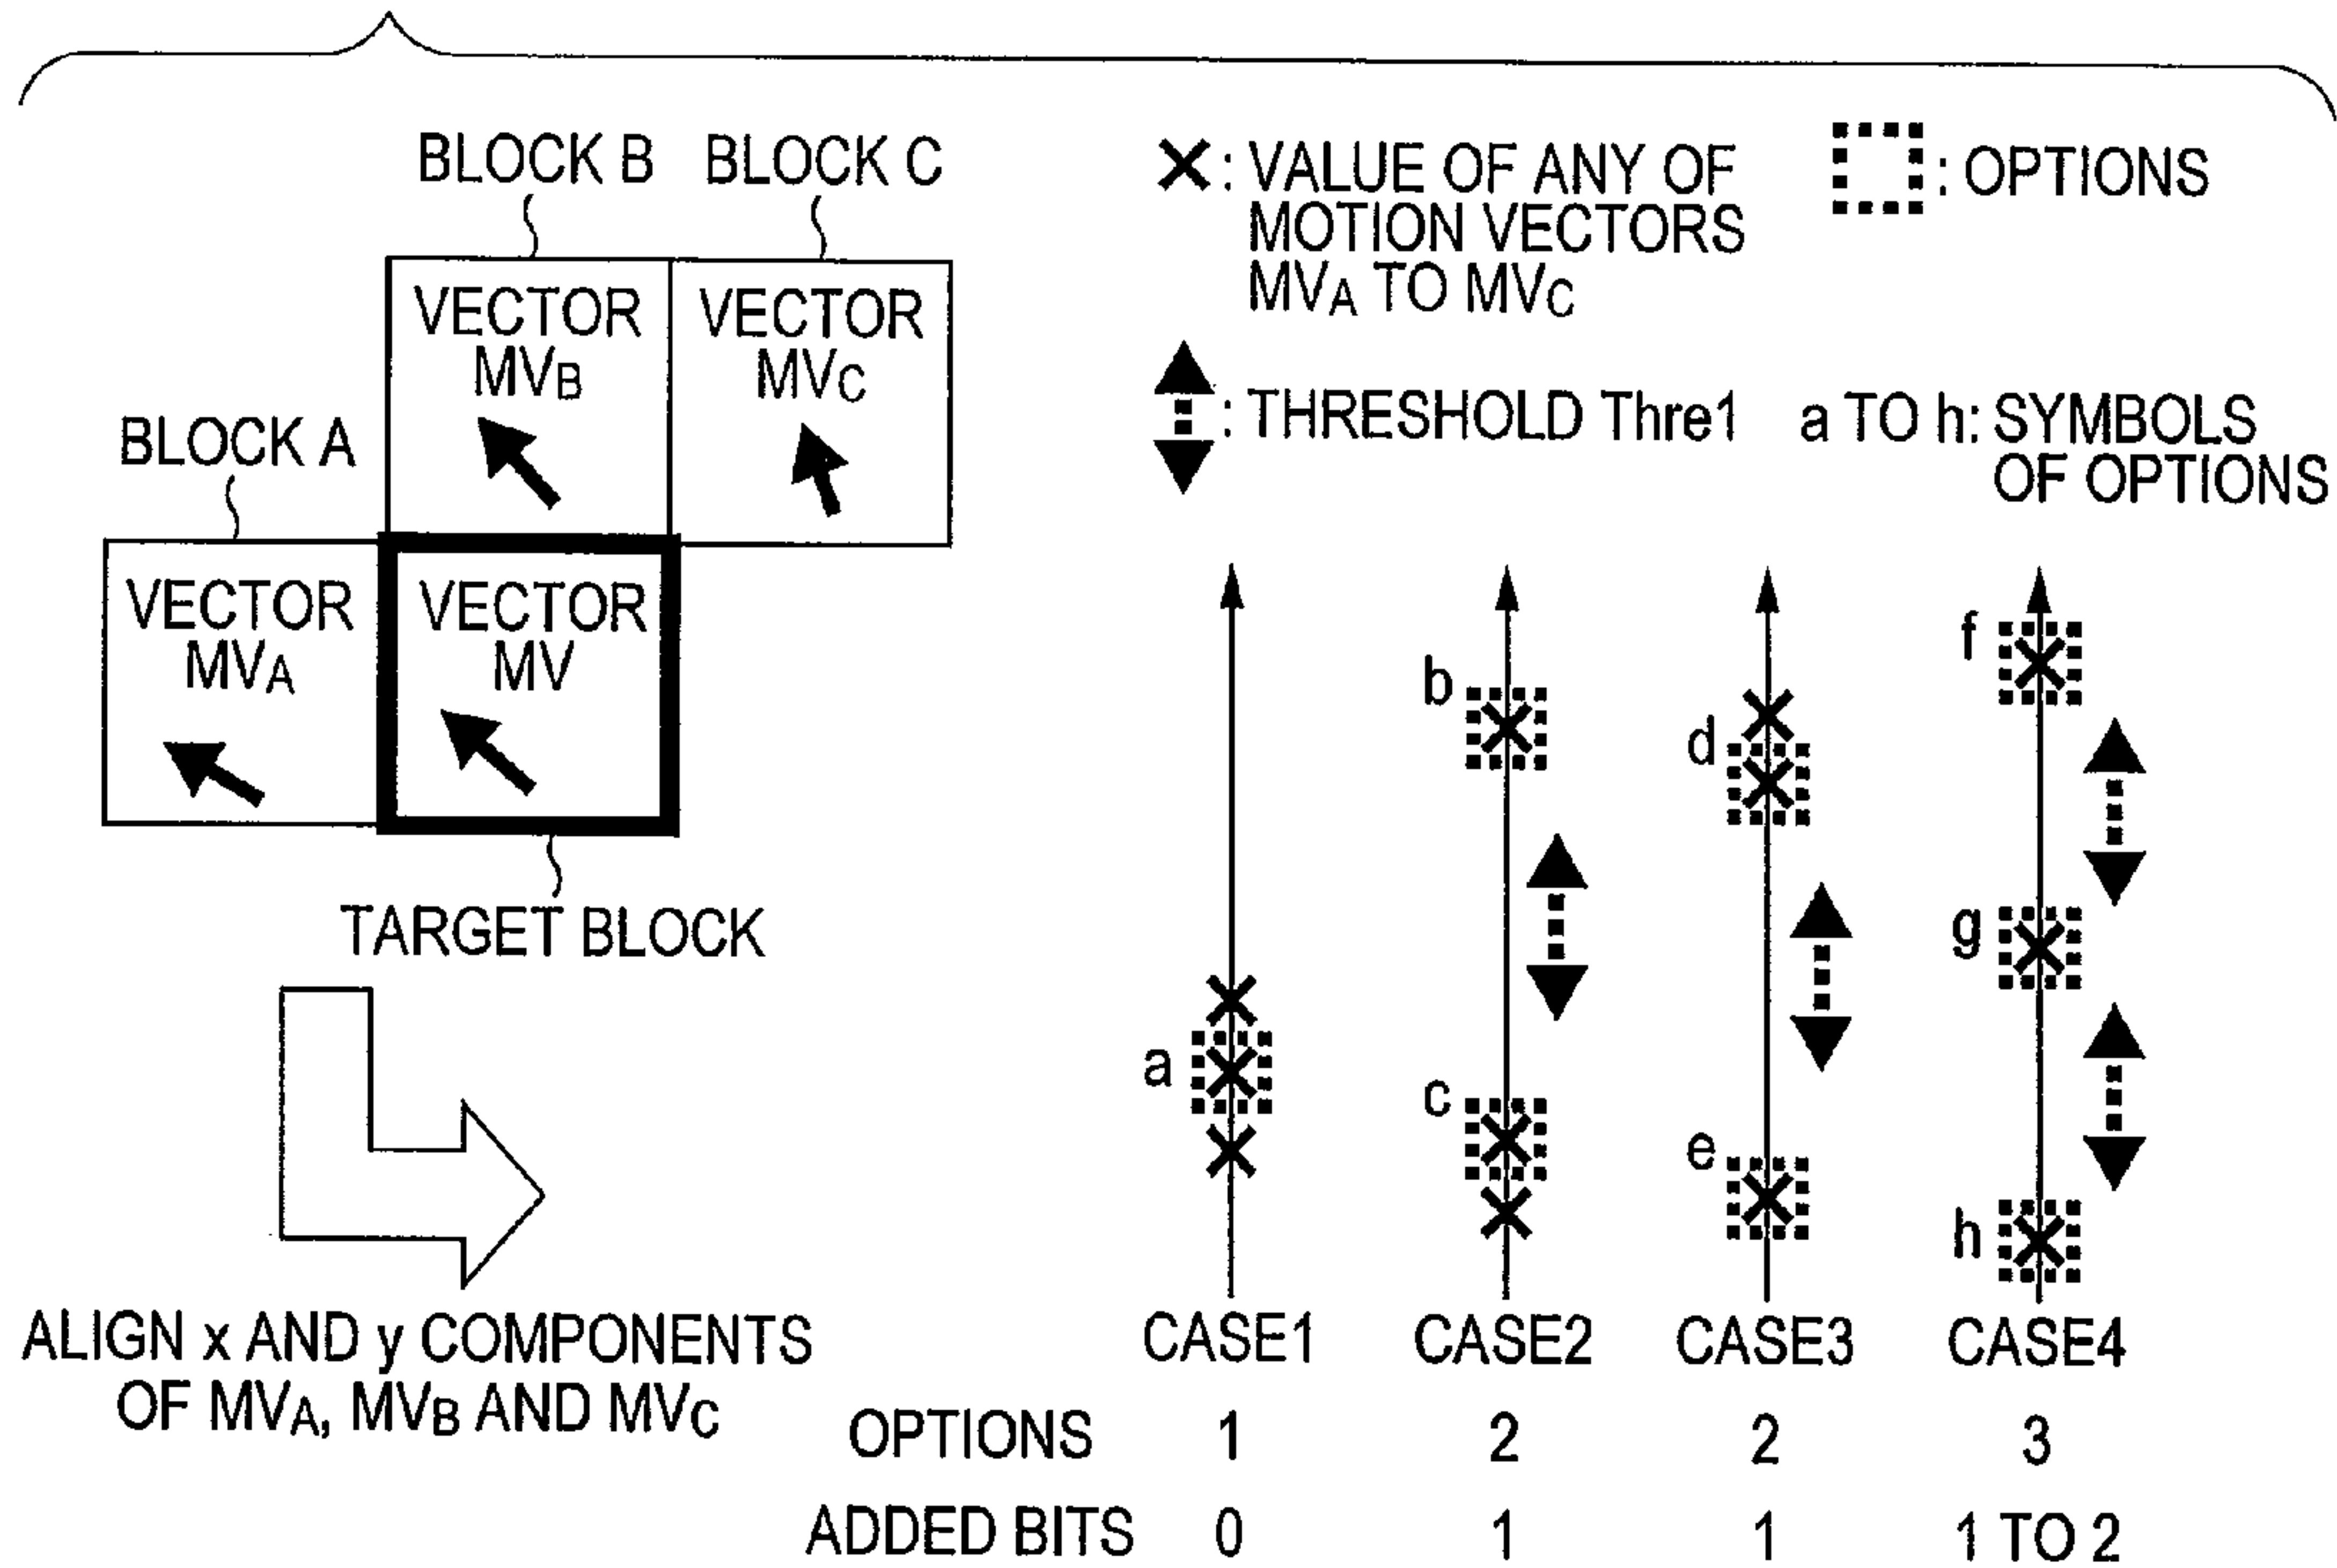 BLOCK B
BLOCK C
BLOCK A
VECTOR
MVB
VECTOR
MVC
VECTOR
MVA
VECTOR
MV
TARGET BLOCK
ALIGN x AND y COMPONENTS
OF MVA, MVB AND MVC
: VALUE OF ANY OF
MOTION VECTORS
MVA TO MVC
: OPTIONS
: THRESHOLD Thre1
a TO h: SYMBOLS
OF OPTIONS
a
b
c
d
e
f
g
h
CASE1 CASE2 CASE3 CASE4
OPTIONS 1 2 2 3
ADDED BITS 0 1 1 1 TO 2